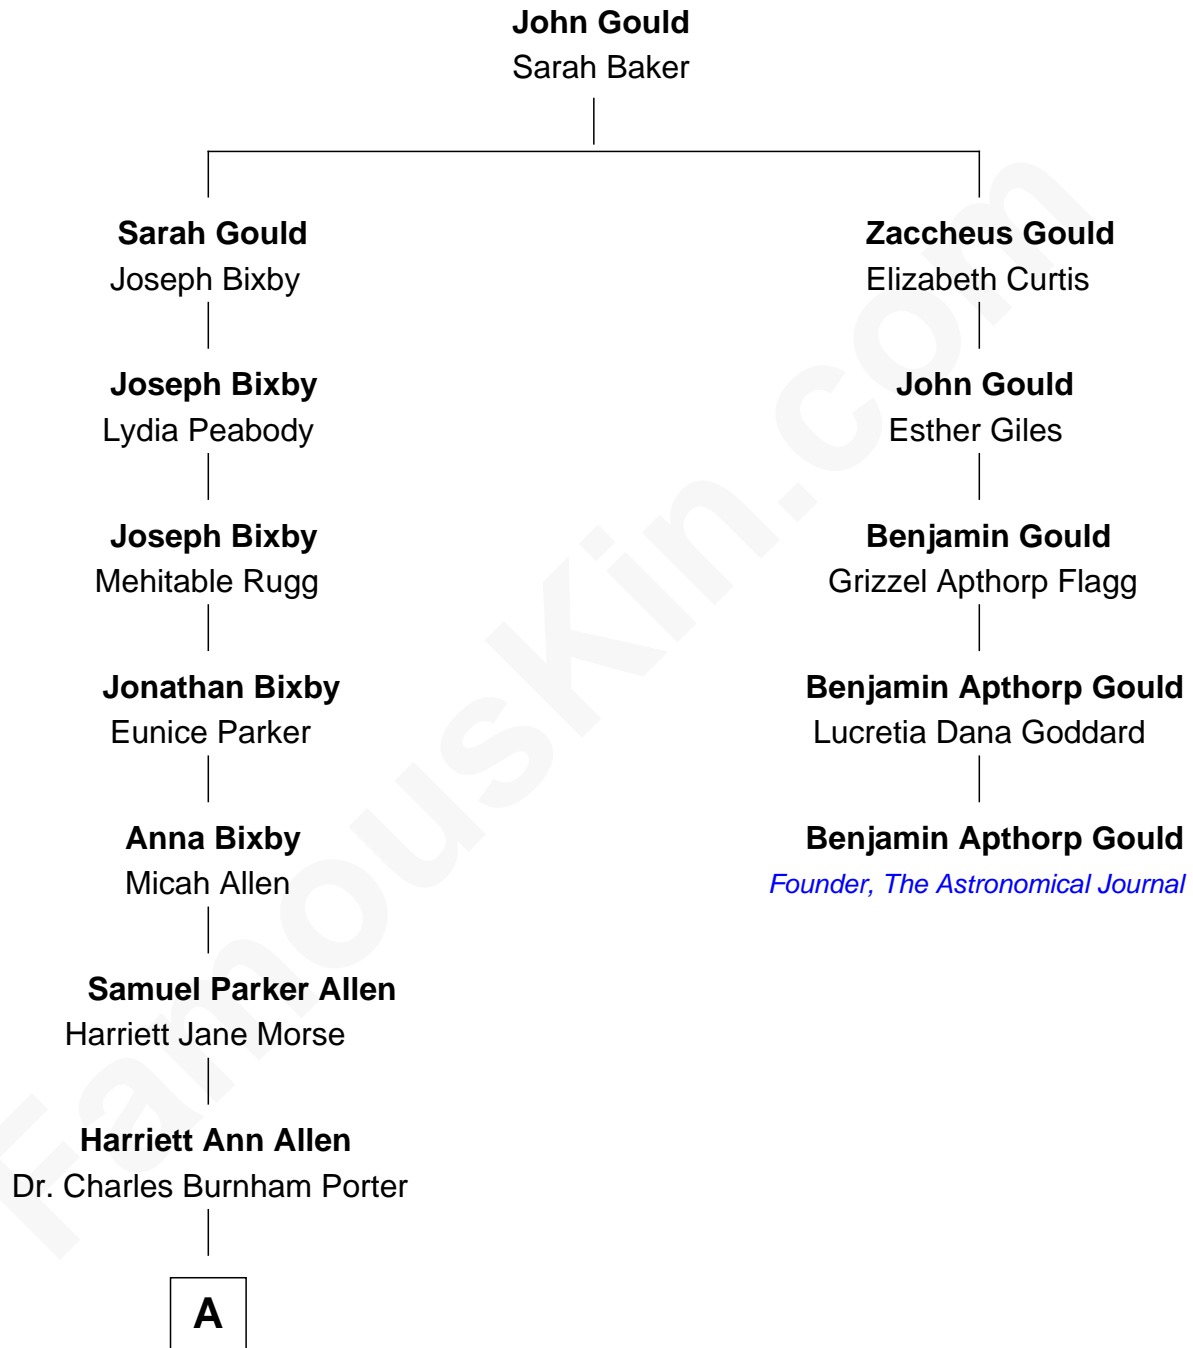 John Gould
Sarah Baker
Sarah Gould
Joseph Bixby
Zaccheus Gould
Elizabeth Curtis
Joseph Bixby
Lydia Peabody
John Gould
Esther Giles
Joseph Bixby
Mehitable Rugg
Benjamin Gould
Grizzel Apthorp Flagg
Jonathan Bixby
Eunice Parker
Benjamin Apthorp Gould
Lucretia Dana Goddard
Anna Bixby
Micah Allen
Benjamin Apthorp Gould
Founder, The Astronomical Journal
Samuel Parker Allen
Harriett Jane Morse
Harriett Ann Allen
Dr. Charles Burnham Porter
A
FamousKin.com